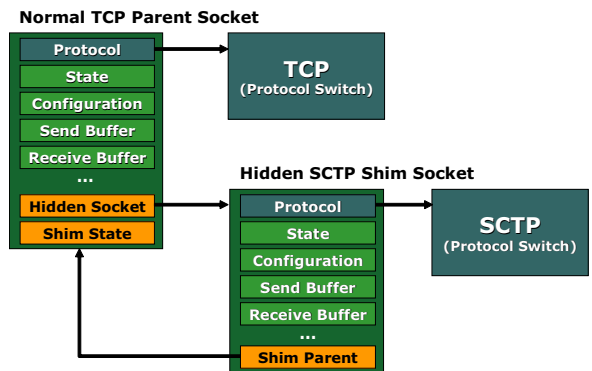 Normal TCP Parent Socket
Protocol
State
Configuration
Send Buffer
Receive Buffer
...
Hidden Socket
Shim State
TCP
(Protocol Switch)
Hidden SCTP Shim Socket
Protocol
State
Configuration
Send Buffer
Receive Buffer
...
Shim Parent
SCTP
(Protocol Switch)